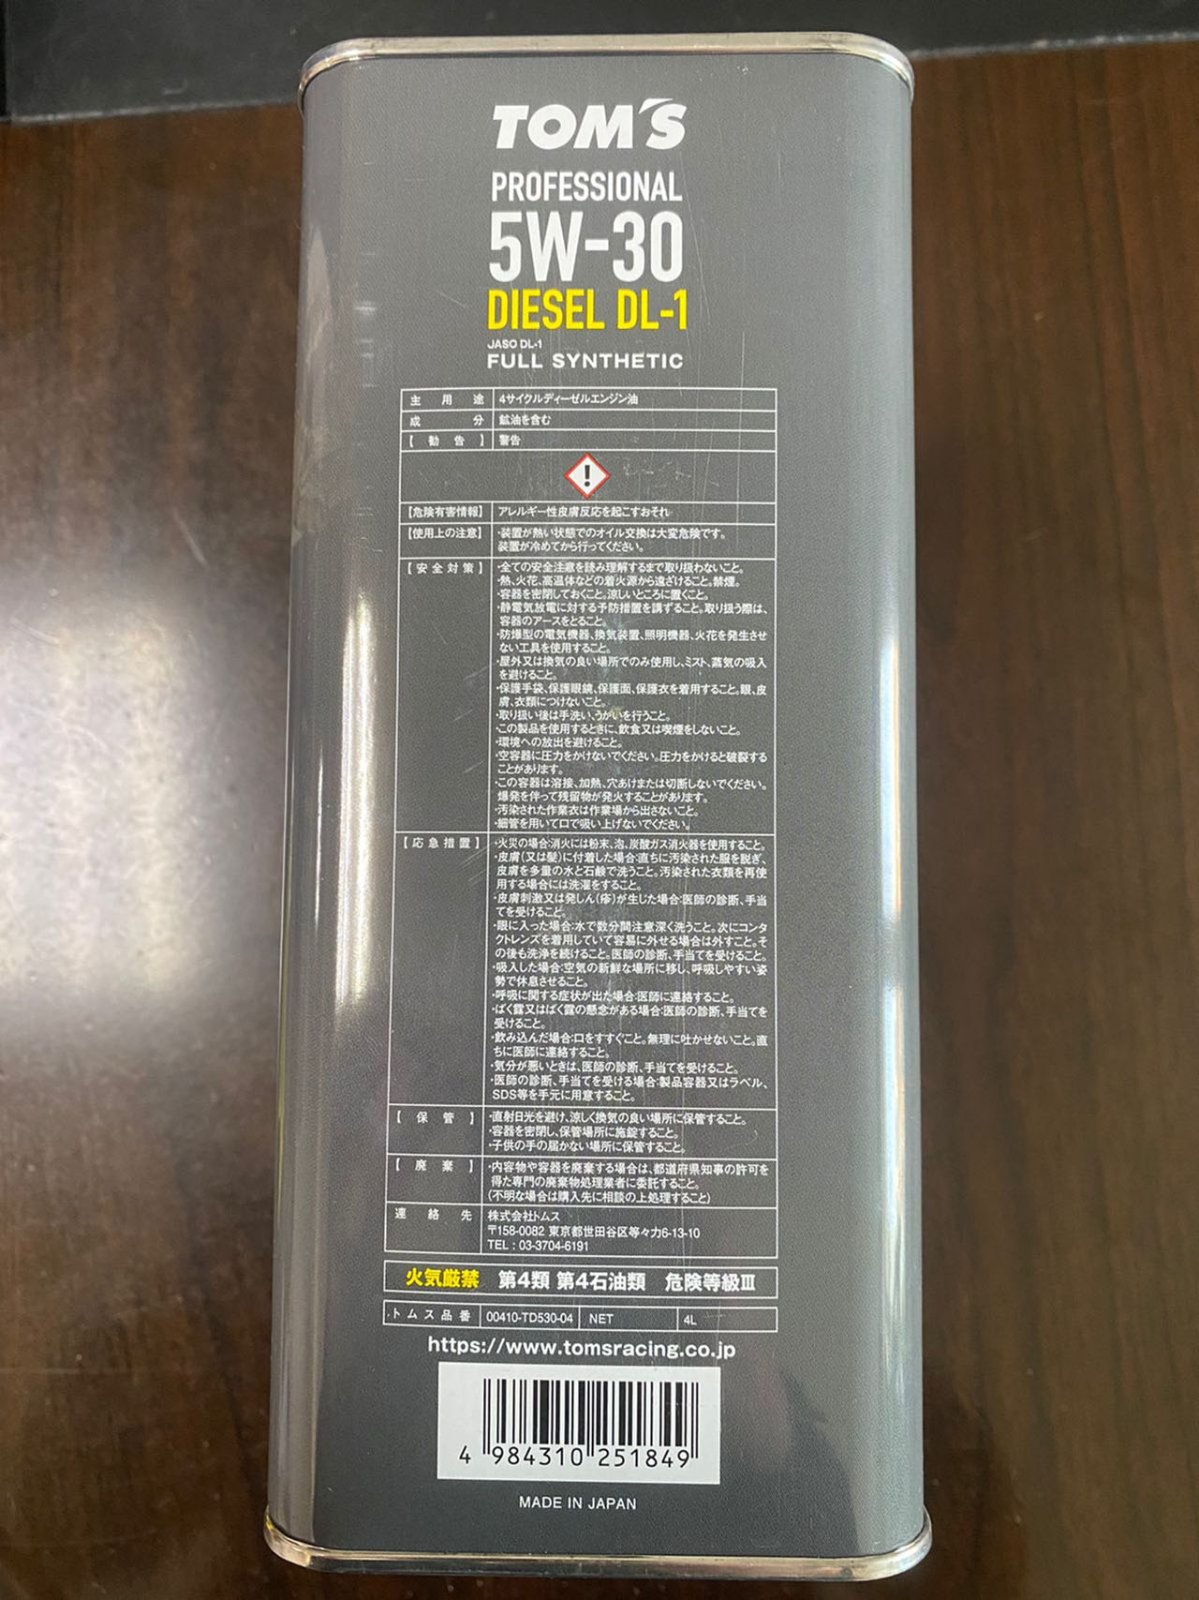 TOM'S
PROFESSIONAL
5W-30
DIESEL DL-1
JASO DL-1
FULL SYNTHETIC
主用途 4サイクルディーゼルエンジン油
成分 鉱油を含む
【勧告】 警告
!
【危険有害情報】 アレルギー性皮膚反応を起こすおそれ
【使用上の注意】 ・装置が熱い状態でのオイル交換は大変危険です。
装置が冷めてから行ってください。
【安全対策】 ・全ての安全注意を読み理解するまで取り扱わないこと。
・熱、火花、高温体などの着火源から遠ざけること。禁煙。
・容器を密閉しておくこと。涼しいところに置くこと。
・静電気放電に対する予防措置を講ずること。取り扱う際は、
容器のアースをとること。
・防爆型の電気機器、換気装置、照明機器、火花を発生させ
ない工具を使用すること。
・屋外又は換気の良い場所でのみ使用し、ミスト、蒸気の吸入
を避けること。
・保護手袋、保護眼鏡、保護面、保護衣を着用すること。眼、皮
膚、衣類につけないこと。
・取り扱い後は手洗い、うがいを行うこと。
・この製品を使用するときに、飲食又は喫煙をしないこと。
・環境への放出を避けること。
・空容器に圧力をかけないでください。圧力をかけると破裂する
ことがあります。
・この容器は溶接、加熱、穴あけまたは切断しないでください。
爆発を伴って残留物が発火することがあります。
・汚染された作業衣は作業場から出さないこと。
・細管を用いて口で吸い上げないでください。
【応急措置】 ・火災の場合:消火には粉末、泡、炭酸ガス消火器を使用すること。
・皮膚(又は髪)に付着した場合:直ちに汚染された服を脱ぎ、
皮膚を多量の水と石鹸で洗うこと。汚染された衣類を再使
用する場合には洗濯をすること。
・皮膚刺激又は発しん(疹)が生じた場合:医師の診断、手当
てを受けること。
・眼に入った場合:水で数分間注意深く洗うこと。次にコンタ
クトレンズを着用していて容易に外せる場合は外すこと。そ
の後も洗浄を続けること。医師の診断、手当てを受けること。
・吸入した場合:空気の新鮮な場所に移し、呼吸しやすい姿
勢で休息させること。
・呼吸に関する症状が出た場合:医師に連絡すること。
・ばく露又はばく露の懸念がある場合:医師の診断、手当てを
受けること。
・飲み込んだ場合:口をすすぐこと。無理に吐かせないこと。直
ちに医師に連絡すること。
・気分が悪いときは、医師の診断、手当てを受けること。
・医師の診断、手当てを受ける場合:製品容器又はラベル、
SDS等を手元に用意すること。
【保管】 ・直射日光を避け、涼しく換気の良い場所に保管すること。
・容器を密閉し、保管場所に施錠すること。
・子供の手の届かない場所に保管すること。
【廃棄】 ・内容物や容器を廃棄する場合は、都道府県知事の許可を
得た専門の廃棄物処理業者に委託すること。
(不明な場合は購入先に相談の上処理すること)
連絡先 株式会社トムス
〒158-0082 東京都世田谷区等々力6-13-10
TEL : 03-3704-6191
火気厳禁 第4類 第4石油類 危険等級Ⅲ
トムス品番 00410-TD530-04 NET 4L
https://www.tomsracing.co.jp
4 984310 251849
MADE IN JAPAN